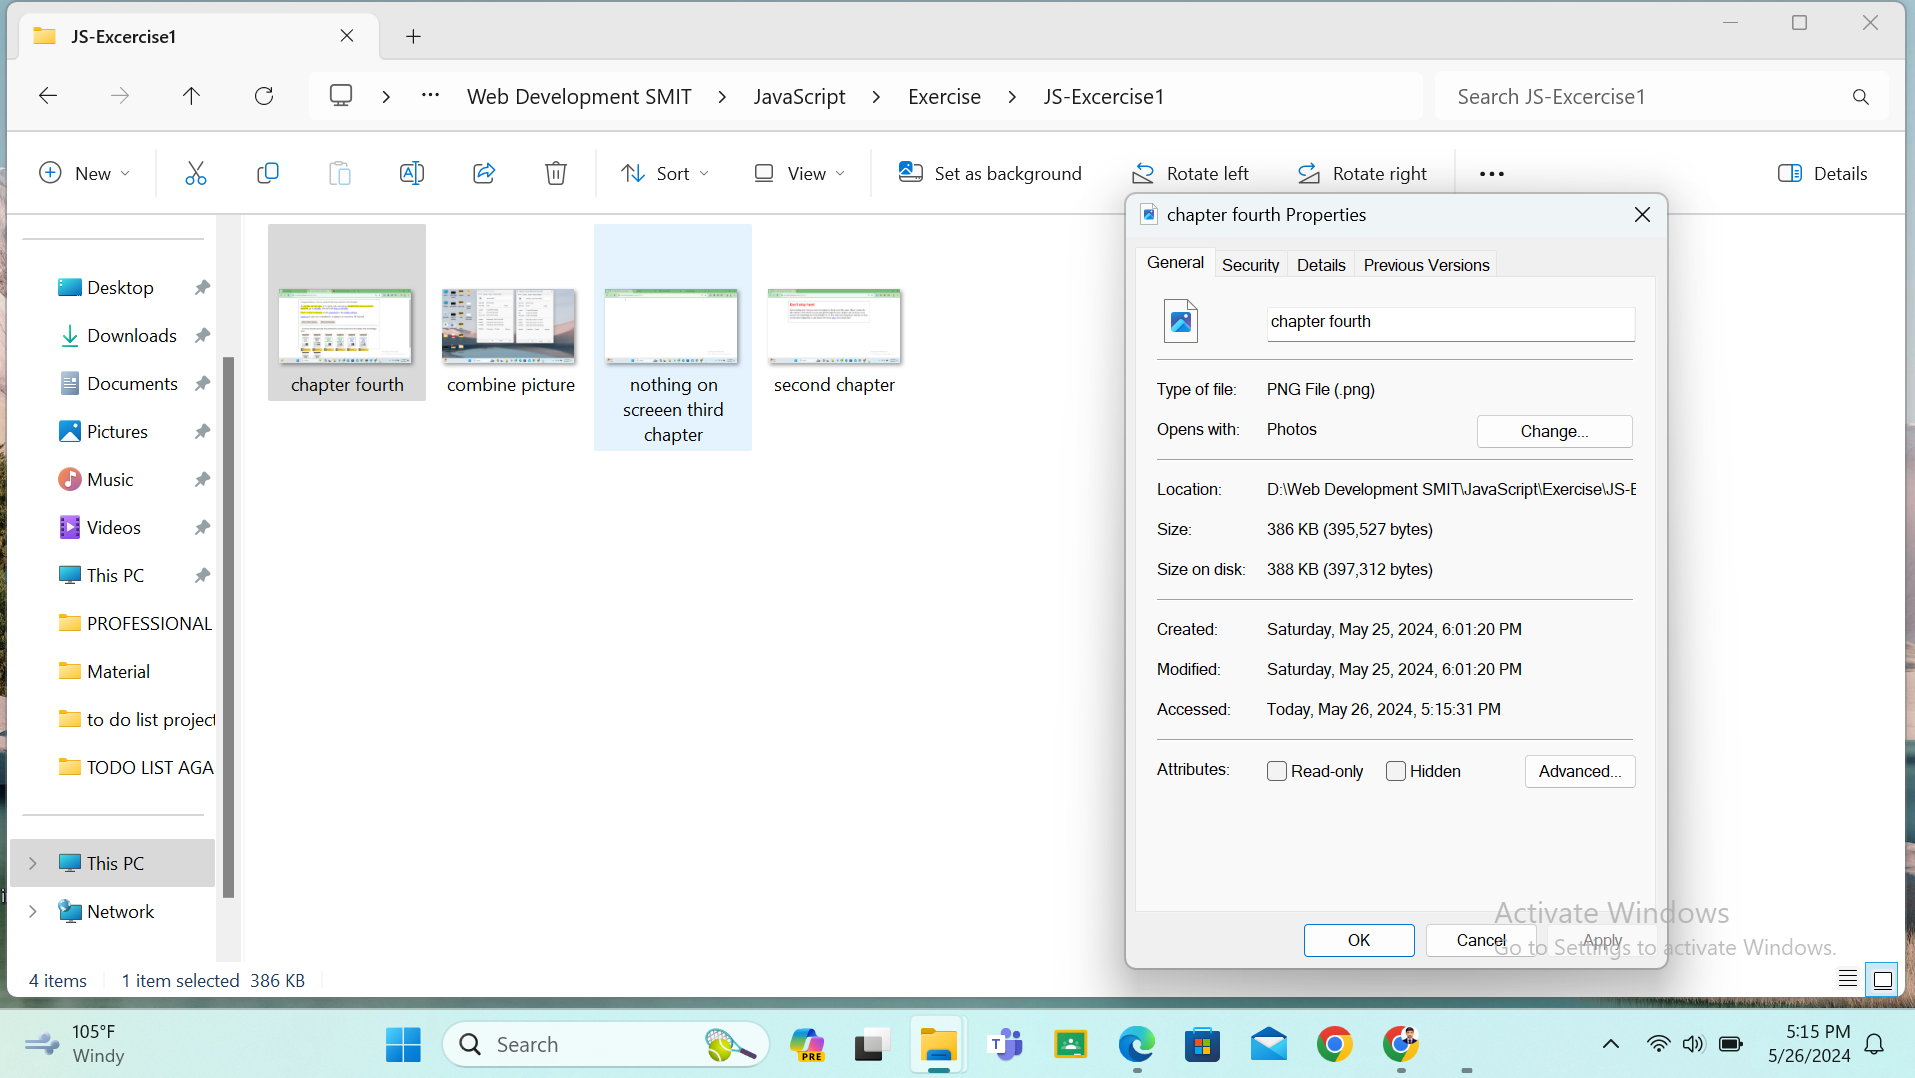 JS-Excercise1
Web Development SMIT
JavaScript
Exercise
JS-Excercise1
Search JS-Excercise1
New
Sort
View
Set as background
Rotate left
Rotate right
Details
Desktop
Downloads
Documents
Pictures
Music
Videos
This PC
PROFESSIONAL
Material
to do list project
TODO LIST AGA
This PC
Network
chapter fourth
combine picture
nothing on
screeen third
chapter
second chapter
chapter fourth Properties
General
Security
Details
Previous Versions
chapter fourth
Type of file: PNG File (.png)
Opens with: Photos
Change...
Location: D:\Web Development SMIT\JavaScript\Exercise\JS-E
Size: 386 KB (395,527 bytes)
Size on disk: 388 KB (397,312 bytes)
Created: Saturday, May 25, 2024, 6:01:20 PM
Modified: Saturday, May 25, 2024, 6:01:20 PM
Accessed: Today, May 26, 2024, 5:15:31 PM
Attributes: Read-only Hidden
Advanced...
OK
Cancel
Apply
Activate Windows
Go to Settings to activate Windows.
4 items
1 item selected 386 KB
105°F
Windy
Search
PRE
5:15 PM
5/26/2024